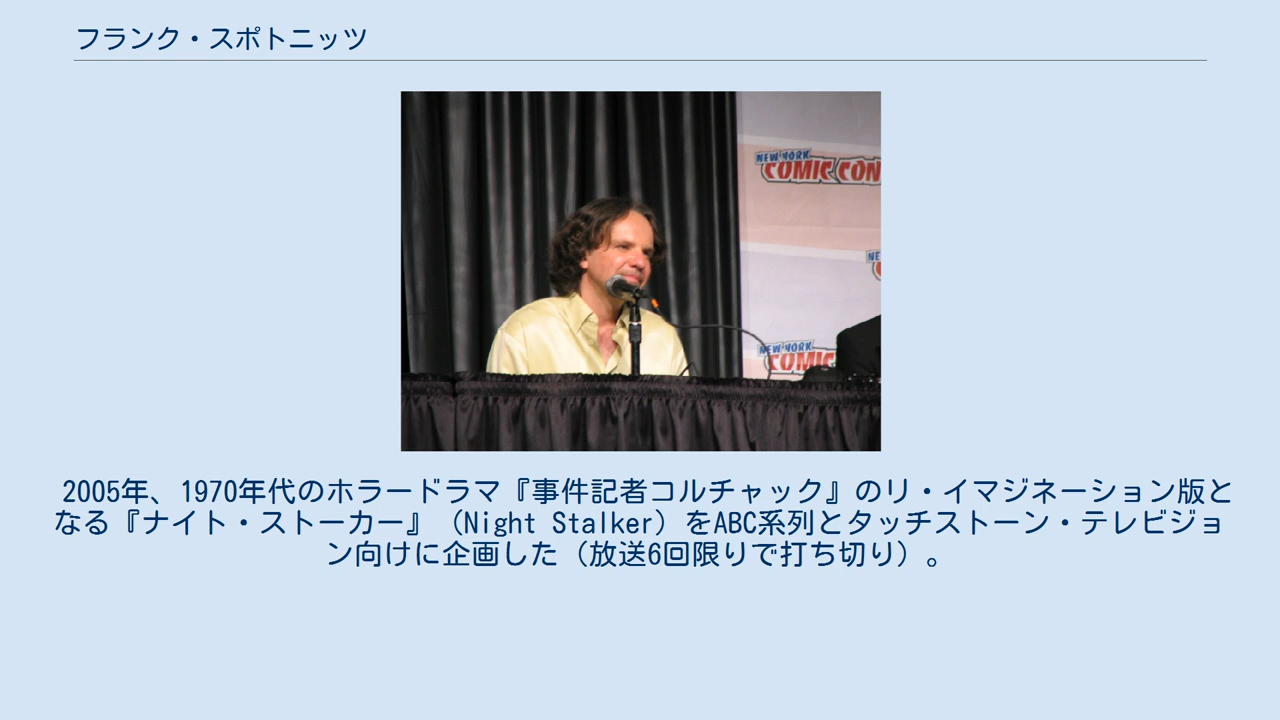 フランク・スポトニッツ
NEW YORK
COMIC CON
NE
NEW YORK
COMIC
2005年、1970年代のホラードラマ『事件記者コルチャック』のリ・イマジネーション版と
なる『ナイト・ストーカー』（Night Stalker）をABC系列とタッチストーン・テレビジョ
ン向けに企画した（放送6回限りで打ち切り）。